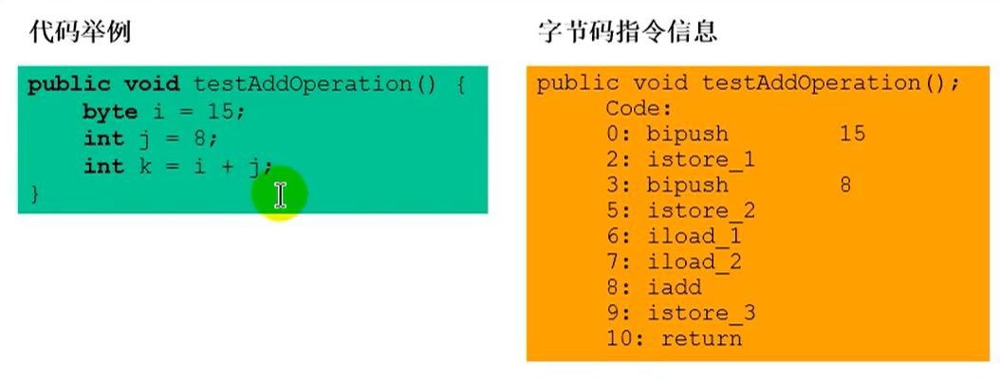 代码举例
public void testAddOperation() {
byte i = 15;
int j = 8;
int k = i + j;
}
字节码指令信息
public void testAddOperation();
Code:
0: bipush 15
2: istore_1
3: bipush 8
5: istore_2
6: iload_1
7: iload_2
8: iadd
9: istore_3
10: return